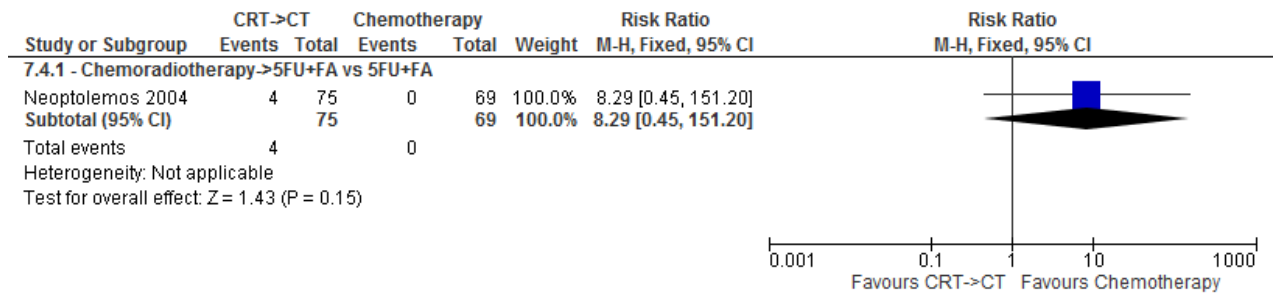 CRT->CT Chemotherapy Risk Ratio Risk Ratio
Study or Subgroup Events Total Events Total Weight M-H, Fixed, 95% CI M-H, Fixed, 95% CI
7.4.1 - Chemoradiotherapy->5FU+FA vs 5FU+FA
Neoptolemos 2004 4 75 0 69 100.0% 8.29 [0.45, 151.20]
Subtotal (95% CI) 75 69 100.0% 8.29 [0.45, 151.20]
Total events 4 0
Heterogeneity: Not applicable
Test for overall effect: Z = 1.43 (P = 0.15)
0.001 0.1 1 10 1000
Favours CRT->CT Favours Chemotherapy